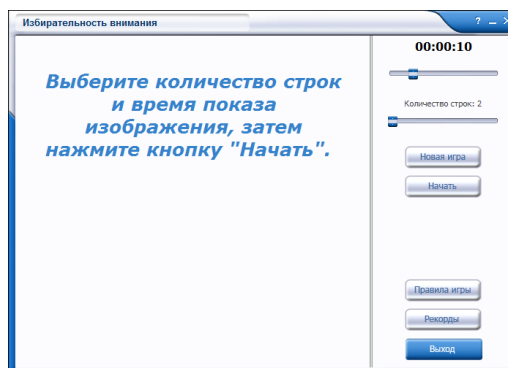 Избирательность внимания
? _ ×
00:00:10
Выберите количество строк
и время показа
изображения, затем
нажмите кнопку "Начать".
Количество строк: 2
Новая игра
Начать
Правила игры
Рекорды
Выход